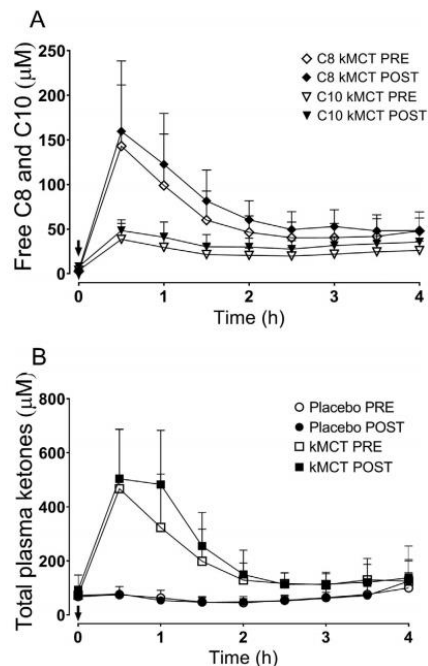 A
250
200
150
100
50
0
Free C8 and C10 (μM)
C8 kMCT PRE
C8 kMCT POST
C10 kMCT PRE
C10 kMCT POST
0 1 2 3 4
Time (h)
B
800
600
400
200
0
Total plasma ketones (μM)
Placebo PRE
Placebo POST
kMCT PRE
kMCT POST
0 1 2 3 4
Time (h)